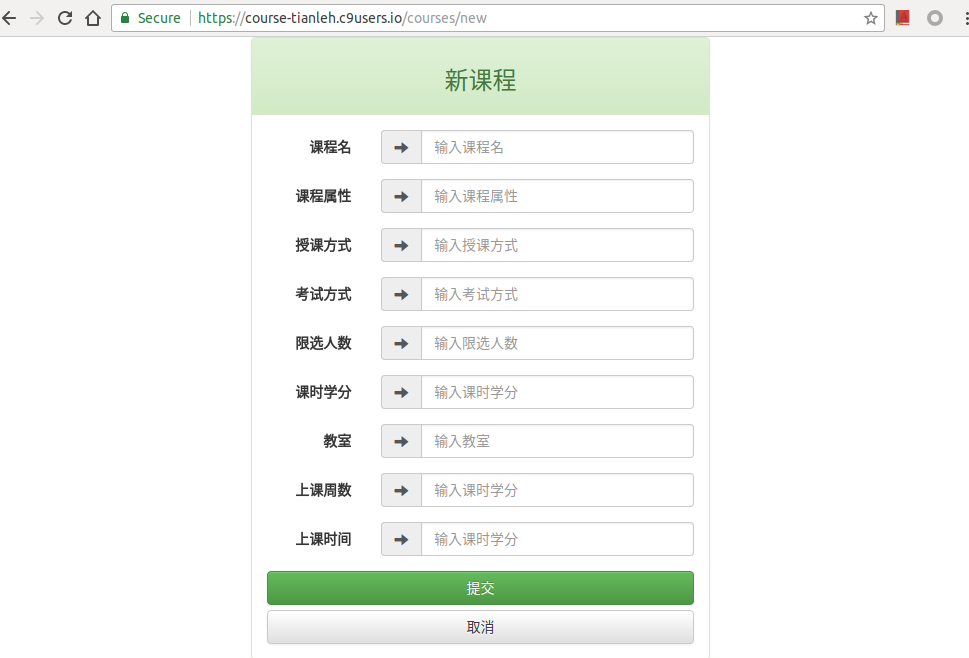 Secure https://course-tianleh.c9users.io/courses/new
新课程
课程名 输入课程名
课程属性 输入课程属性
授课方式 输入授课方式
考试方式 输入考试方式
限选人数 输入限选人数
课时学分 输入课时学分
教室 输入教室
上课周数 输入课时学分
上课时间 输入课时学分
提交
取消